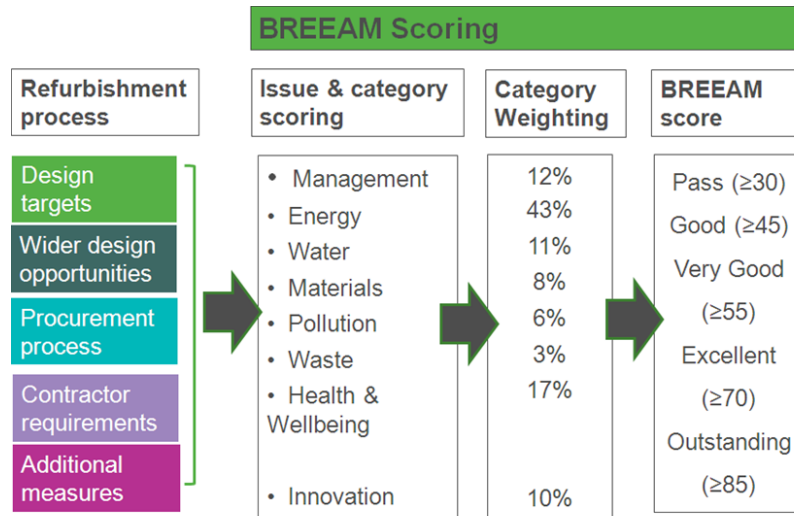 BREEAM Scoring
Refurbishment
process
Issue & category
scoring
Category
Weighting
BREEAM
score
Design
targets
Wider design
opportunities
Procurement
process
Contractor
requirements
Additional
measures
• Management
• Energy
• Water
• Materials
• Pollution
• Waste
• Health &
Wellbeing
• Innovation
12%
43%
11%
8%
6%
3%
17%
10%
Pass (≥30)
Good (≥45)
Very Good
(≥55)
Excellent
(≥70)
Outstanding
(≥85)